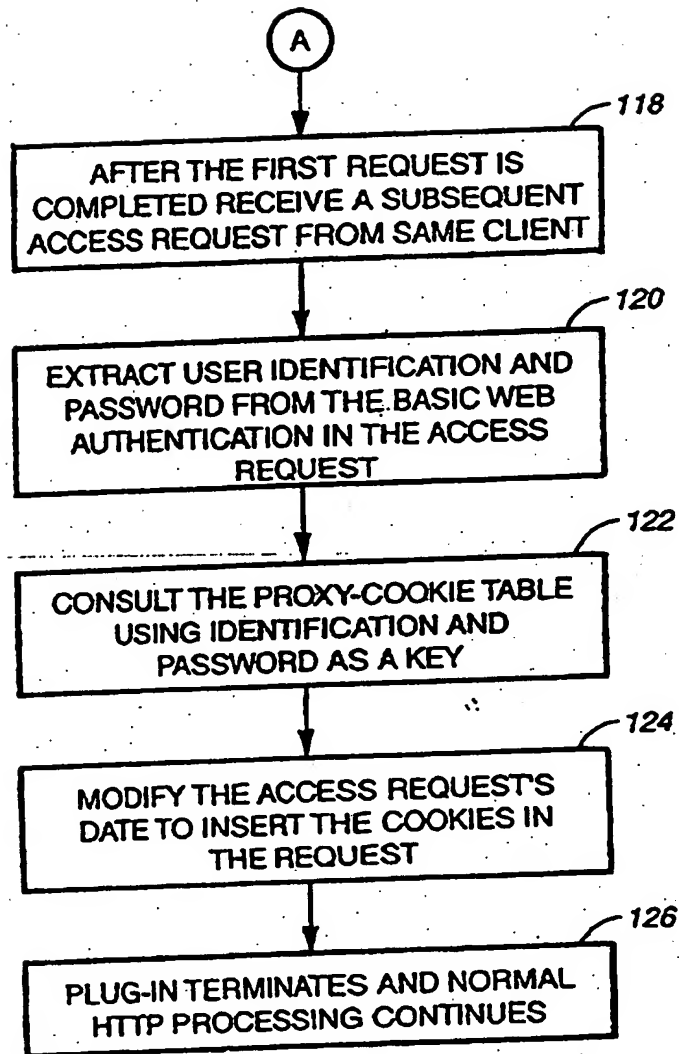 A
118
AFTER THE FIRST REQUEST IS
COMPLETED RECEIVE A SUBSEQUENT
ACCESS REQUEST FROM SAME CLIENT
120
EXTRACT USER IDENTIFICATION AND
PASSWORD FROM THE BASIC WEB
AUTHENTICATION IN THE ACCESS
REQUEST
122
CONSULT THE PROXY-COOKIE TABLE
USING IDENTIFICATION AND
PASSWORD AS A KEY
124
MODIFY THE ACCESS REQUEST'S
DATE TO INSERT THE COOKIES IN
THE REQUEST
126
PLUG-IN TERMINATES AND NORMAL
HTTP PROCESSING CONTINUES